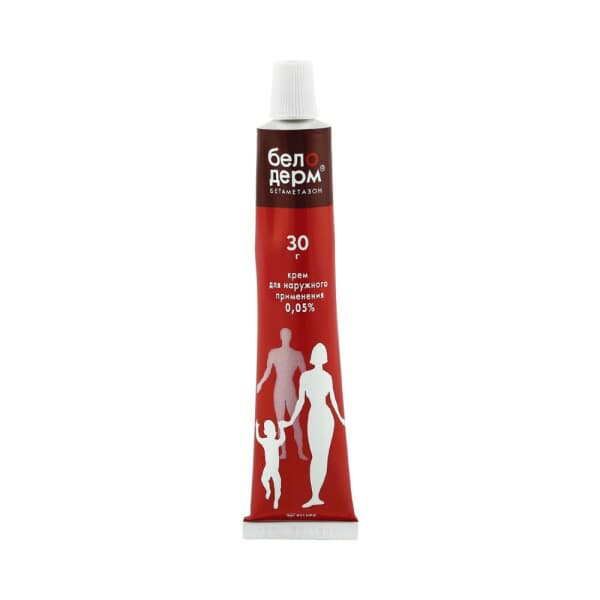 бело
дерм®
БЕТАМЕТАЗОН
30
г
крем
для наружного
применения
0,05%